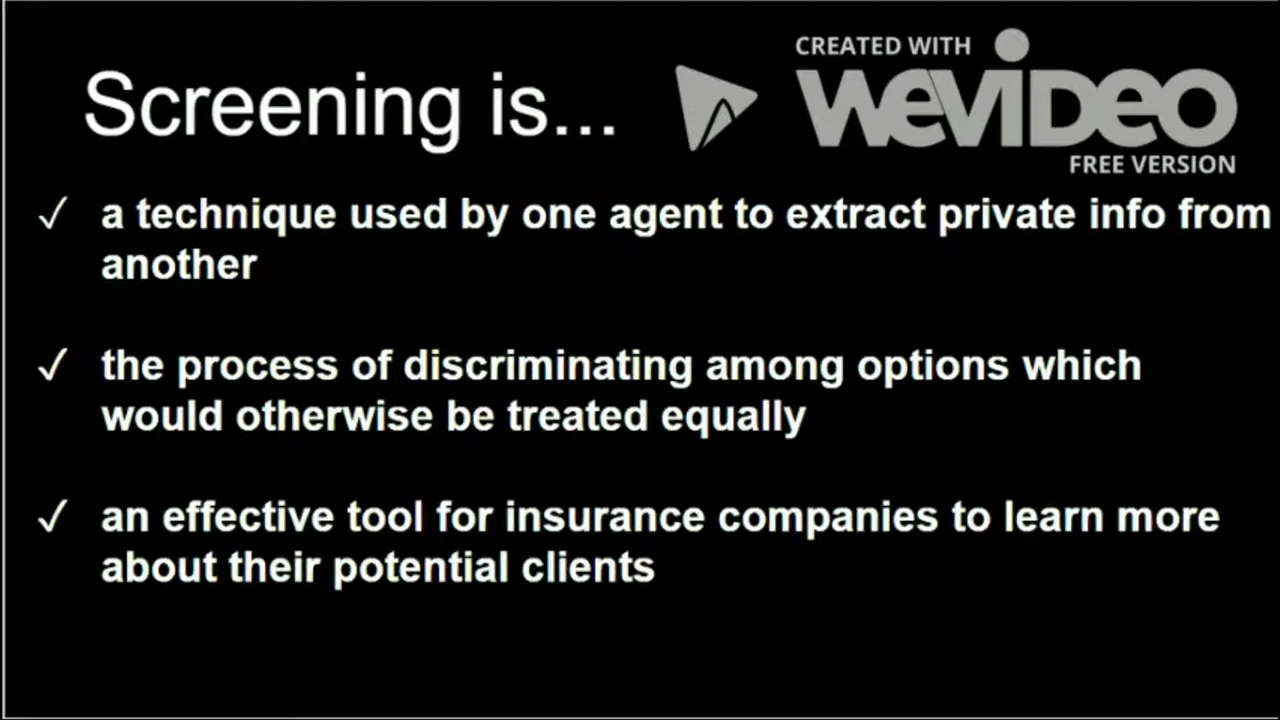 CREATED WITH
Screening is...
WEVIDEO
FREE VERSION
✓ a technique used by one agent to extract private info from
another
✓ the process of discriminating among options which
would otherwise be treated equally
✓ an effective tool for insurance companies to learn more
about their potential clients